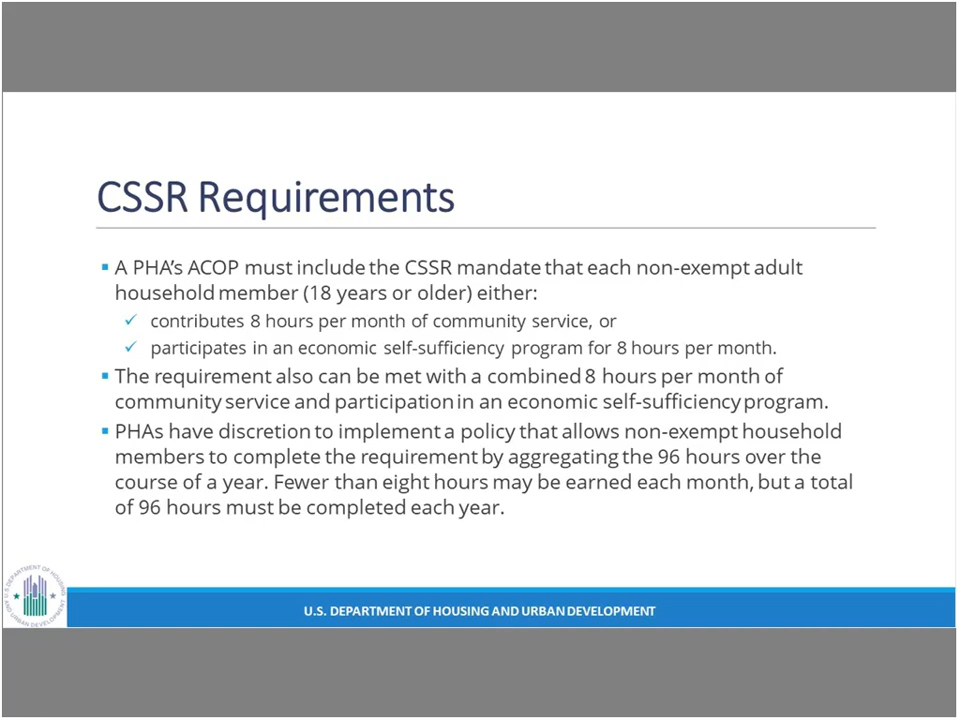 CSSR Requirements
▪ A PHA's ACOP must include the CSSR mandate that each non-exempt adult
household member (18 years or older) either:
✓ contributes 8 hours per month of community service, or
✓ participates in an economic self-sufficiency program for 8 hours per month.
▪ The requirement also can be met with a combined 8 hours per month of
community service and participation in an economic self-sufficiency program.
▪ PHAs have discretion to implement a policy that allows non-exempt household
members to complete the requirement by aggregating the 96 hours over the
course of a year. Fewer than eight hours may be earned each month, but a total
of 96 hours must be completed each year.
U.S. DEPARTMENT OF HOUSING AND URBAN DEVELOPMENT
U.S. DEPARTMENT OF HOUSING AND URBAN DEVELOPMENT